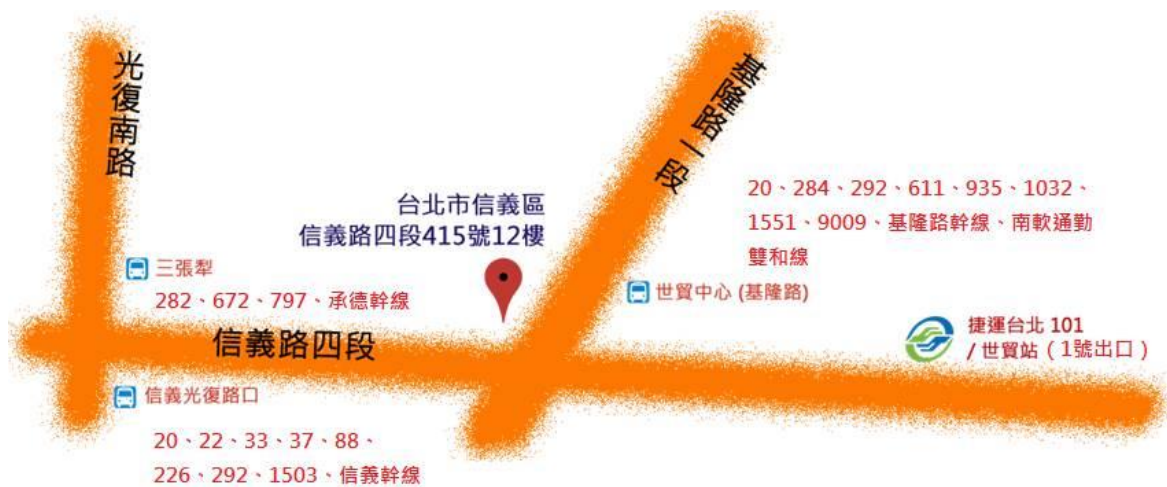 光復南路
基隆路一段
台北市信義區
信義路四段415號12樓
20、284、292、611、935、1032、
1551、9009、基隆路幹線、南軟通勤
雙和線
三張犁
282、672、797、承德幹線
世貿中心 (基隆路)
捷運台北 101
/ 世貿站 ( 1號出口 )
信義路四段
信義光復路口
20、22、33、37、88、
226、292、1503、信義幹線